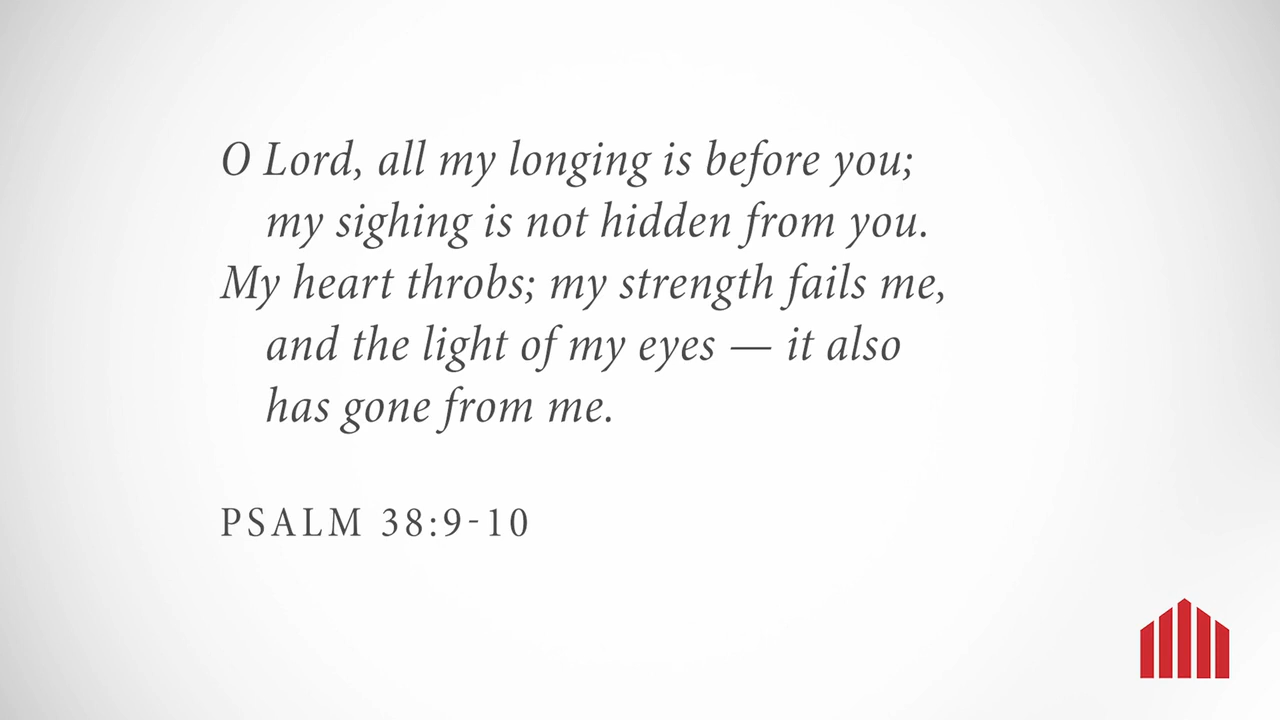 O Lord, all my longing is before you;
my sighing is not hidden from you.
My heart throbs; my strength fails me,
and the light of my eyes — it also
has gone from me.
PSALM 38:9-10